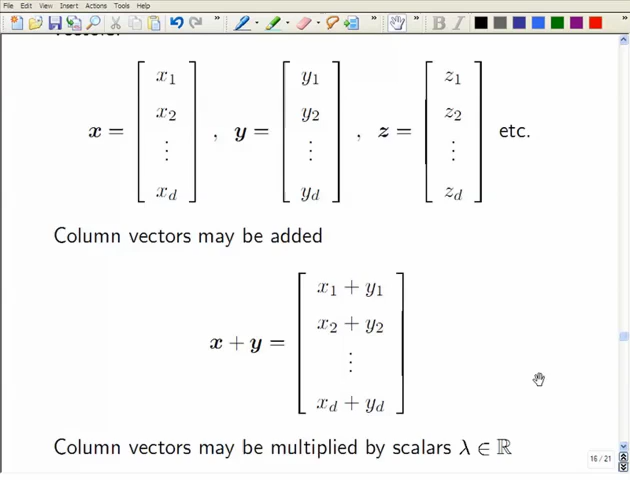 File Edit View Insert Actions Tools Help
B I
vectors:
x = [ x1 x2 ⋮ xd ] , y = [ y1 y2 ⋮ yd ] , z = [ z1 z2 ⋮ zd ] etc.
Column vectors may be added
x + y = [ x1 + y1 x2 + y2 ⋮ xd + yd ]
Column vectors may be multiplied by scalars λ ∈ ℝ
16 / 21